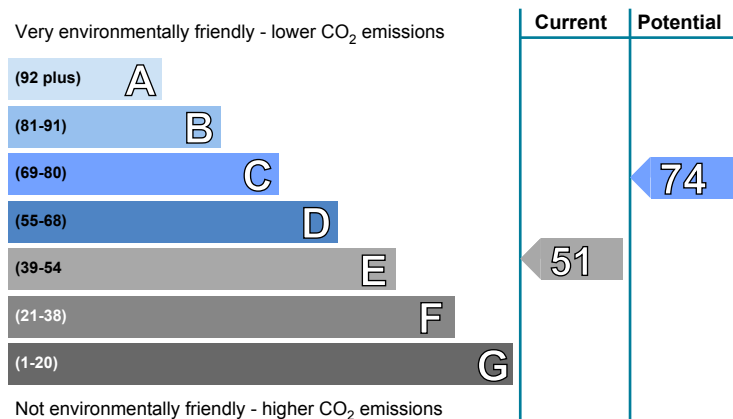 Current Potential
Very environmentally friendly - lower CO₂ emissions
(92 plus) A
(81-91) B
(69-80) C
74
(55-68) D
(39-54 E
51
(21-38) F
(1-20) G
Not environmentally friendly - higher CO₂ emissions